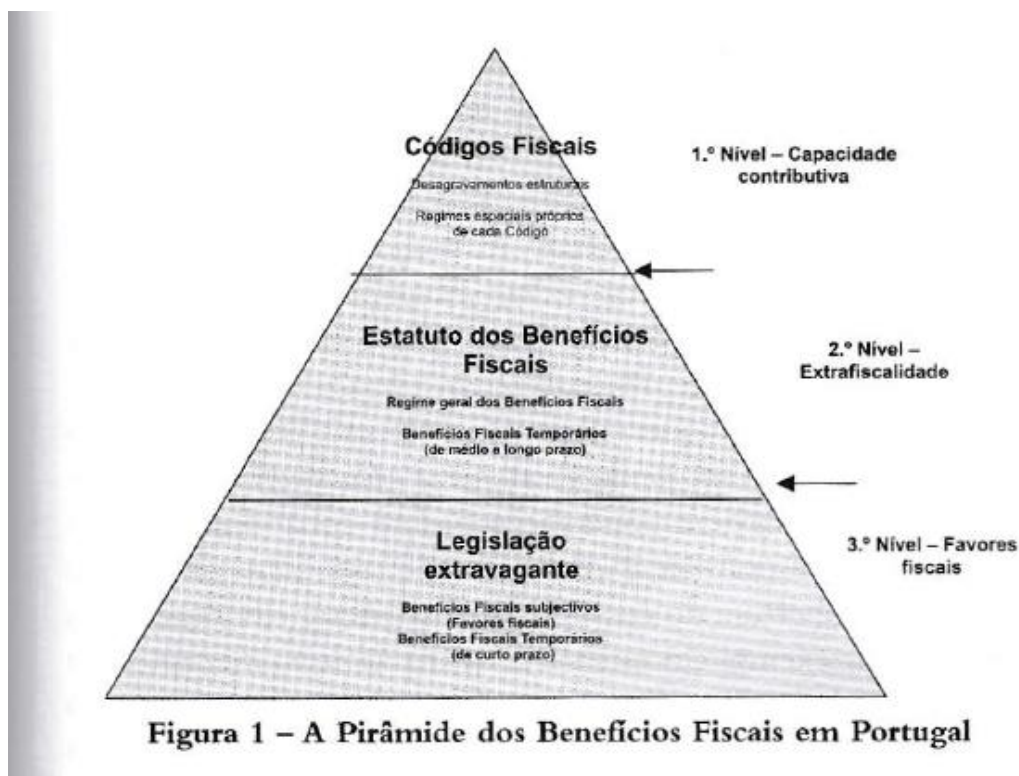 Códigos Fiscais
Desagravamentos estruturais
Regimes especiais próprios
de cada Código
1.º Nível – Capacidade
contributiva
Estatuto dos Benefícios
Fiscais
Regime geral dos Benefícios Fiscais
Benefícios Fiscais Temporários
(de médio e longo prazo)
2.º Nível –
Extrafiscalidade
Legislação
extravagante
Benefícios Fiscais subjectivos
(Favores fiscais)
Benefícios Fiscais Temporários
(de curto prazo)
3.º Nível – Favores
fiscais
Figura 1 – A Pirâmide dos Benefícios Fiscais em Portugal